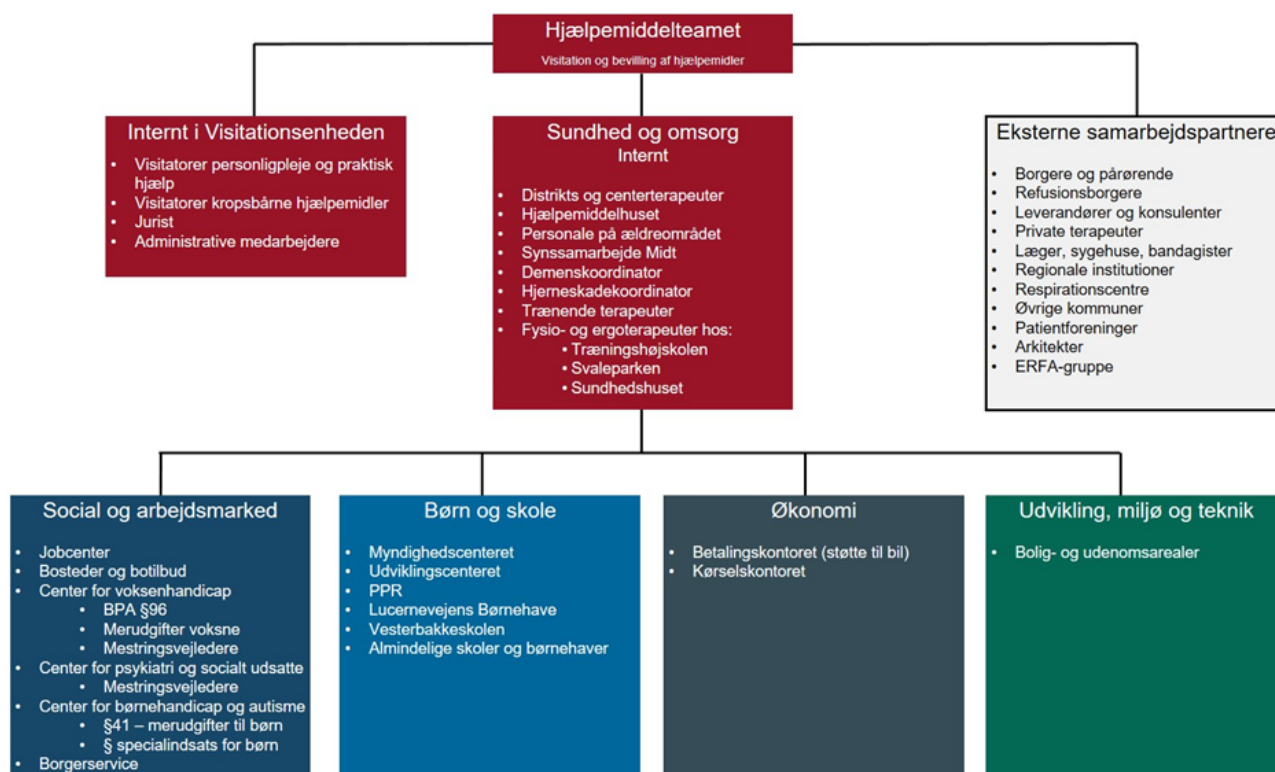 Hjælpemiddelteamet
Visitation og bevilling af hjælpemidler
Internt i Visitationsenheden
• Visitatorer personligpleje og praktisk
hjælp
• Visitatorer kropsbårne hjælpemidler
• Jurist
• Administrative medarbejdere
Sundhed og omsorg
Internt
• Distrikts og centerterapeuter
• Hjælpemiddelhuset
• Personale på ældreområdet
• Synssamarbejde Midt
• Demenskoordinator
• Hjerneskadekoordinator
• Trænende terapeuter
• Fysio- og ergoterapeuter hos:
• Træningshøjskolen
• Svaleparken
• Sundhedshuset
Eksterne samarbejdspartnere
• Borgere og pårørende
• Refusionsborgere
• Leverandører og konsulenter
• Private terapeuter
• Læger, sygehuse, bandagister
• Regionale institutioner
• Respirationscentre
• Øvrige kommuner
• Patientforeninger
• Arkitekter
• ERFA-gruppe
Social og arbejdsmarked
• Jobcenter
• Bosteder og botilbud
• Center for voksenhandicap
• BPA §96
• Merudgifter voksne
• Mestringsvejledere
• Center for psykiatri og socialt udsatte
• Mestringsvejledere
• Center for børnehandicap og autisme
• §41 – merudgifter til børn
• § specialindsats for børn
• Borgerservice
Børn og skole
• Myndighedscenteret
• Udviklingscenteret
• PPR
• Lucernevejens Børnehave
• Vesterbakkeskolen
• Almindelige skoler og børnehaver
Økonomi
• Betalingskontoret (støtte til bil)
• Kørselskontoret
Udvikling, miljø og teknik
• Bolig- og udenomsarealer